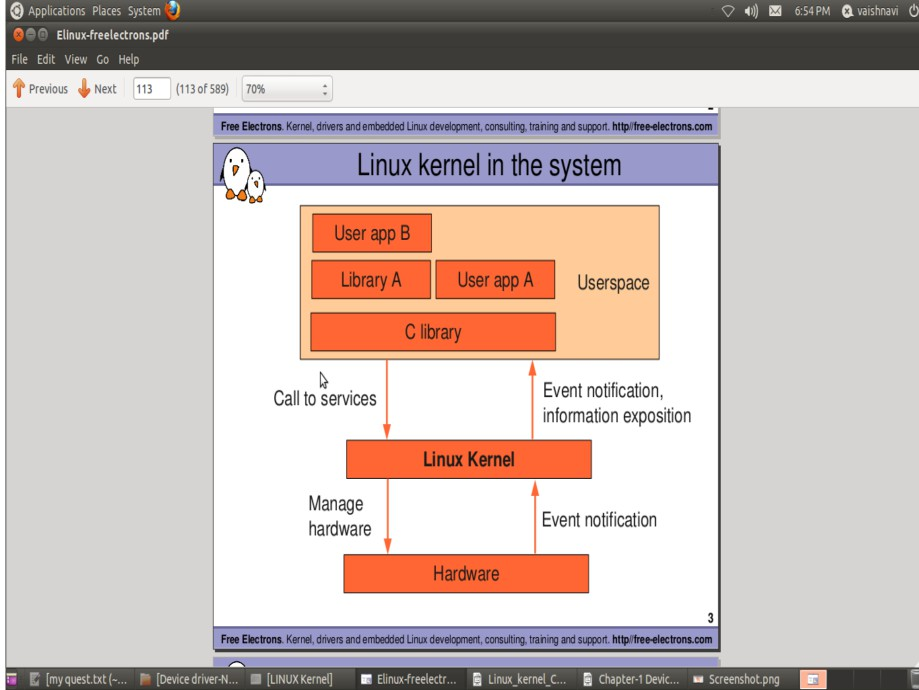 Applications Places System
6:54 PM vaishnavi
Elinux-freelectrons.pdf
File Edit View Go Help
Previous Next 113 (113 of 589) 70%
Free Electrons. Kernel, drivers and embedded Linux development, consulting, training and support. http//free-electrons.com
Linux kernel in the system
User app B
Library A User app A Userspace
C library
Call to services
Event notification,
information exposition
Linux Kernel
Manage
hardware
Event notification
Hardware
3
Free Electrons. Kernel, drivers and embedded Linux development, consulting, training and support. http//free-electrons.com
[my quest.txt (~... [Device driver-N... [LINUX Kernel] Elinux-freelectr... Linux_kernel_C... Chapter-1 Devic... Screenshot.png